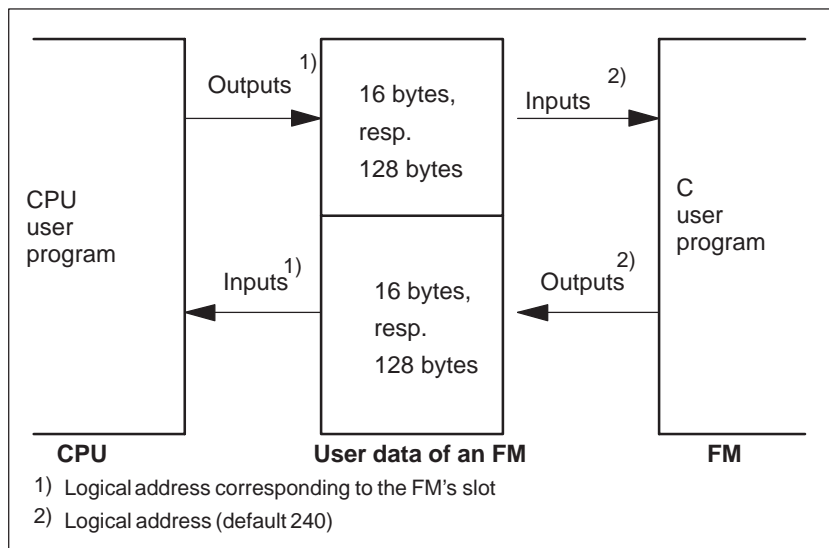 Outputs 1)
16 bytes,
resp.
128 bytes
Inputs 2)
CPU
user
program
C
user
program
Inputs 1)
16 bytes,
resp.
128 bytes
Outputs 2)
CPU
User data of an FM
FM
1) Logical address corresponding to the FM's slot
2) Logical address (default 240)